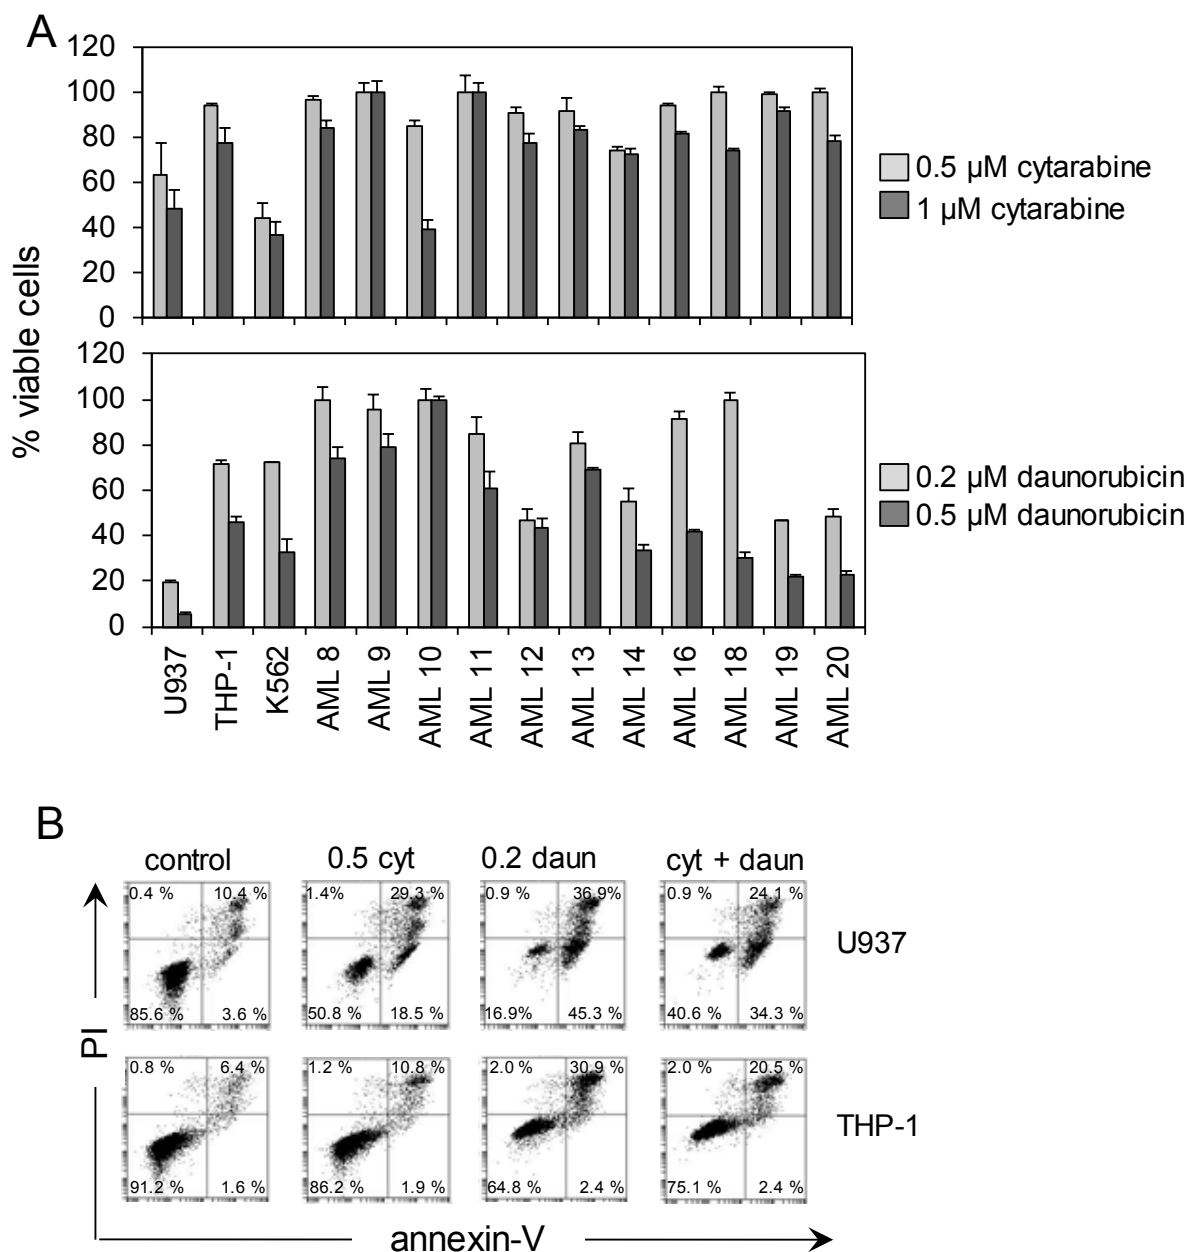 A
% viable cells
120
100
80
60
40
20
0
0.5 µM cytarabine
1 µM cytarabine
120
100
80
60
40
20
0
0.2 µM daunorubicin
0.5 µM daunorubicin
U937
THP-1
K562
AML 8
AML 9
AML 10
AML 11
AML 12
AML 13
AML 14
AML 16
AML 18
AML 19
AML 20
B
control 0.5 cyt 0.2 daun cyt + daun
0.4 % 10.4 % 1.4% 29.3 % 0.9 % 36.9% 0.9 % 24.1 %
U937
85.6 % 3.6 % 50.8 % 18.5 % 16.9% 45.3 % 40.6 % 34.3 %
PI
0.8 % 6.4 % 1.2 % 10.8 % 2.0 % 30.9 % 2.0 % 20.5 %
THP-1
91.2 % 1.6 % 86.2 % 1.9 % 64.8 % 2.4 % 75.1 % 2.4 %
annexin-V